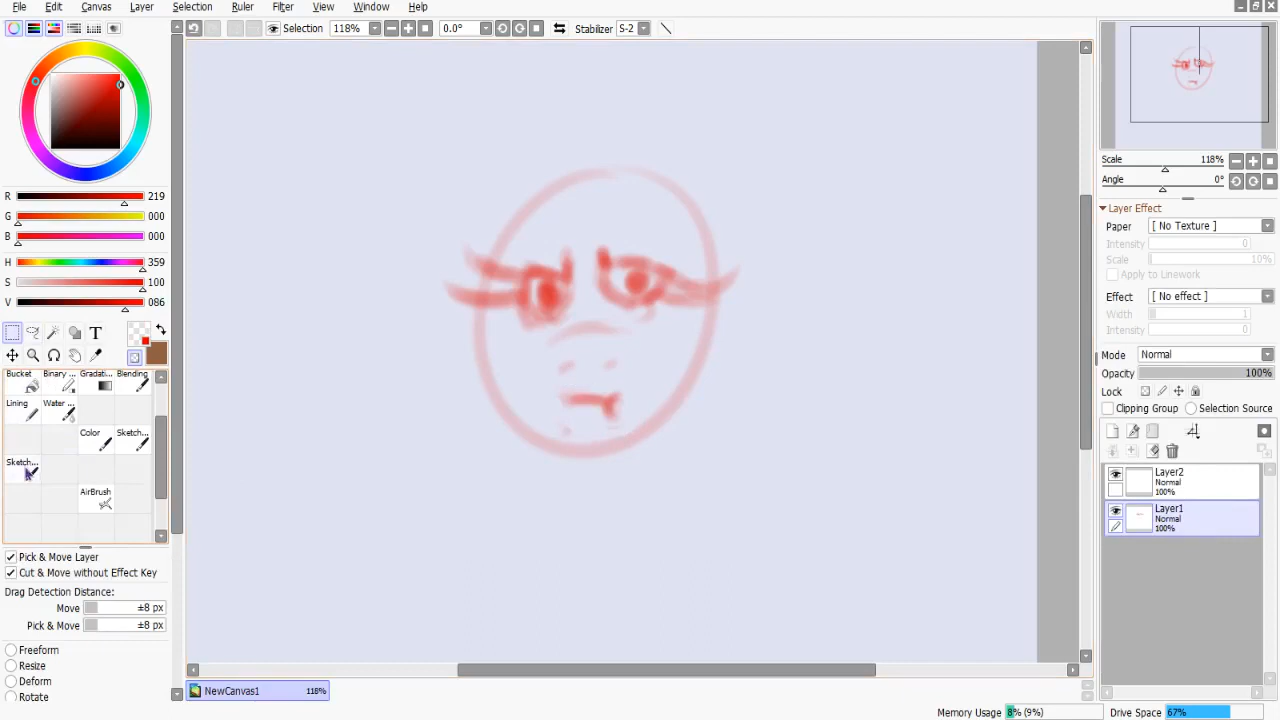 File Edit Canvas Layer Selection Ruler Filter View Window Help
Selection 118% 0.0° Stabilizer S-2
R 219
G 000
B 000
H 359
S 100
V 086
T
Bucket Binary ... Gradati... Blending
Lining Water ...
Color Sketch...
Sketch...
AirBrush
Pick & Move Layer
Cut & Move without Effect Key
Drag Detection Distance:
Move ±8 px
Pick & Move ±8 px
Freeform
Resize
Deform
Rotate
NewCanvas1 118%
Scale 118%
Angle 0°
Layer Effect
Paper [ No Texture ]
Intensity 0
Scale 10%
Apply to Linework
Effect [ No effect ]
Width 1
Intensity 0
Mode Normal
Opacity 100%
Lock
Clipping Group Selection Source
Layer2
Normal
100%
Layer1
Normal
100%
Memory Usage 8% (9%) Drive Space 67%